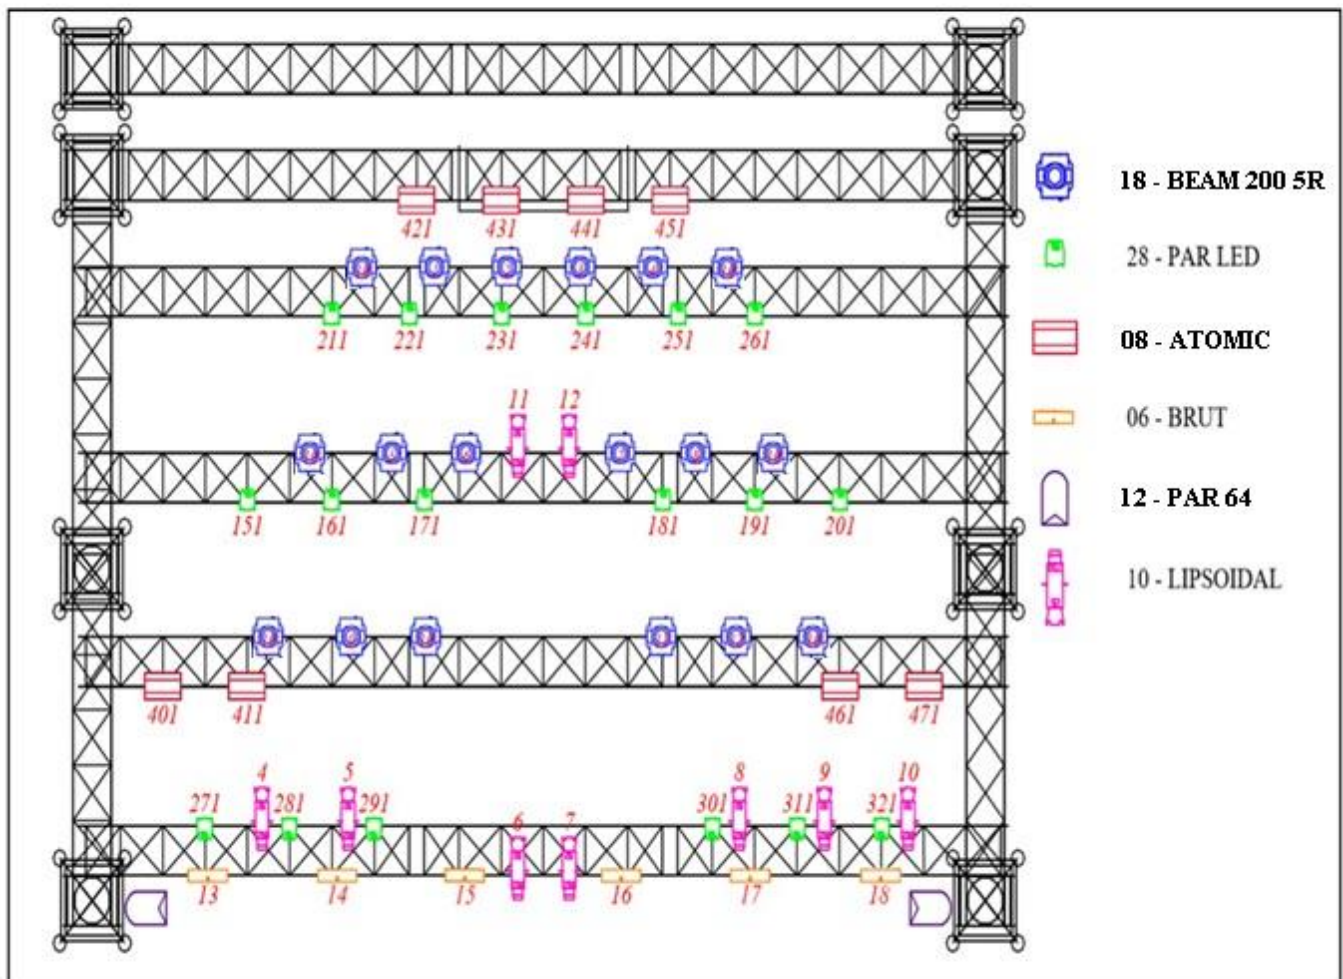 18 - BEAM 200 5R
421 431 441 451
28 - PAR LED
211 221 231 241 251 261
08 - ATOMIC
11 12
06 - BRUT
12 - PAR 64
151 161 171 181 191 201
10 - LIPSOIDAL
401 411 461 471
4 5 8 9 10
271 281 291 301 311 321
6 7
13 14 15 16 17 18